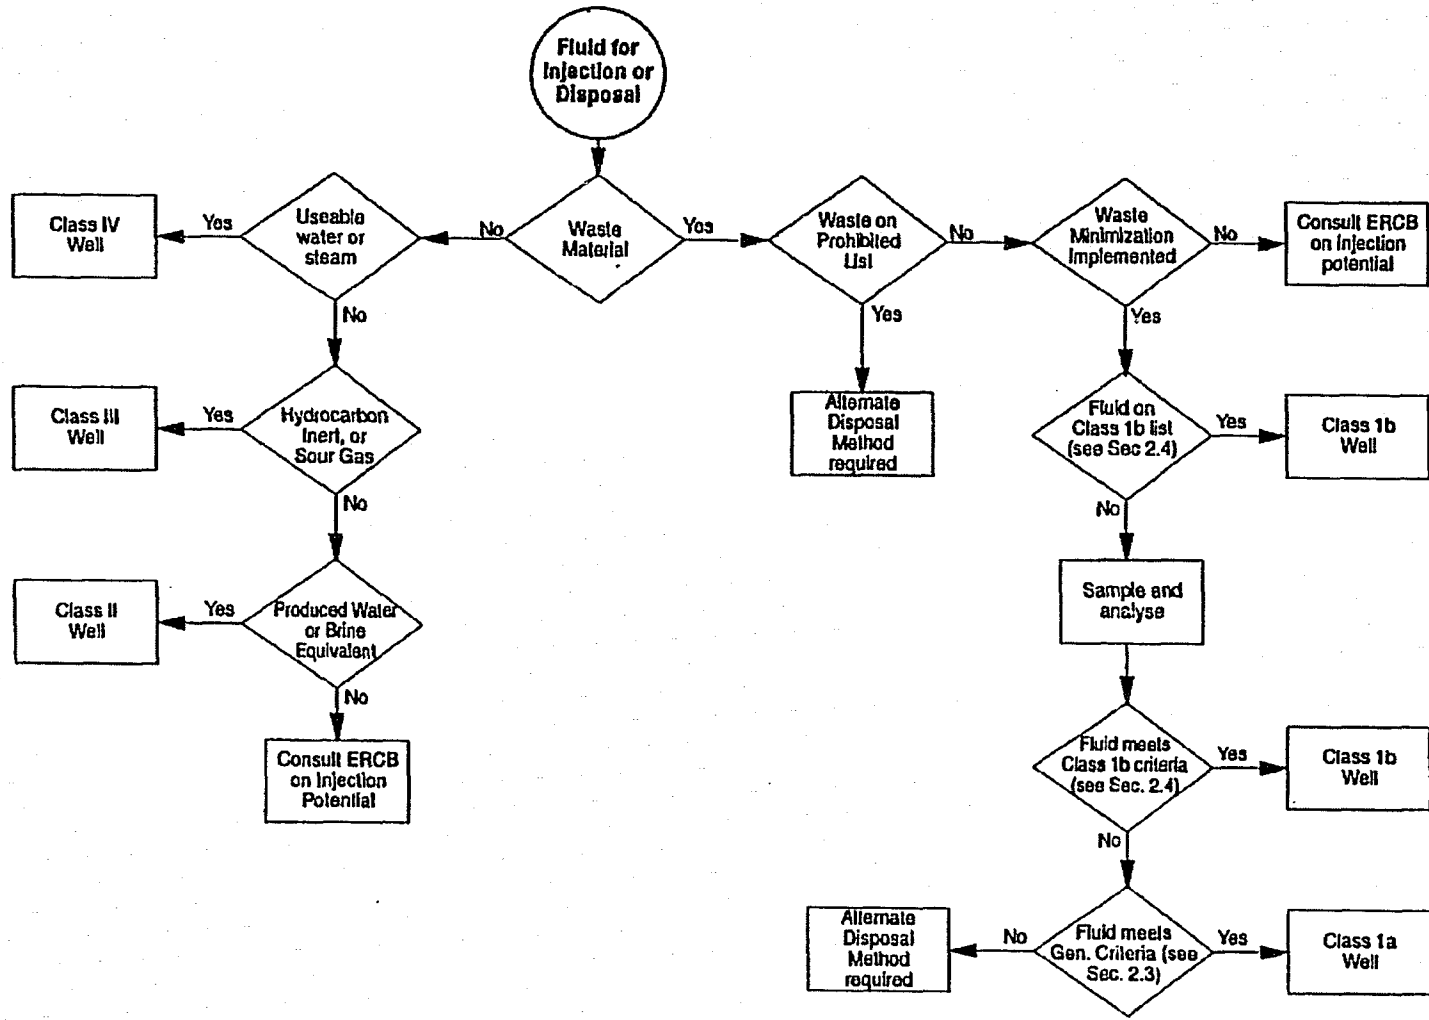 Fluid for
Injection or
Disposal
Class IV
Well
Yes
Useable
water or
steam
No
Waste
Material
Yes
Waste on
Prohibited
List
No
Waste
Minimization
Implemented
No
Consult ERCB
on Injection
potential
No
Yes
Yes
Class III
Well
Yes
Hydrocarbon
Inert, or
Sour Gas
Alternate
Disposal
Method
required
Fluid on
Class 1b list
(see Sec 2.4)
Yes
Class 1b
Well
No
No
Class II
Well
Yes
Produced Water
or Brine
Equivalent
Sample and
analyse
No
Consult ERCB
on Injection
Potential
Fluid meets
Class 1b criteria
(see Sec. 2.4)
Yes
Class 1b
Well
No
Alternate
Disposal
Method
required
No
Fluid meets
Gen. Criteria (see
Sec. 2.3)
Yes
Class 1a
Well